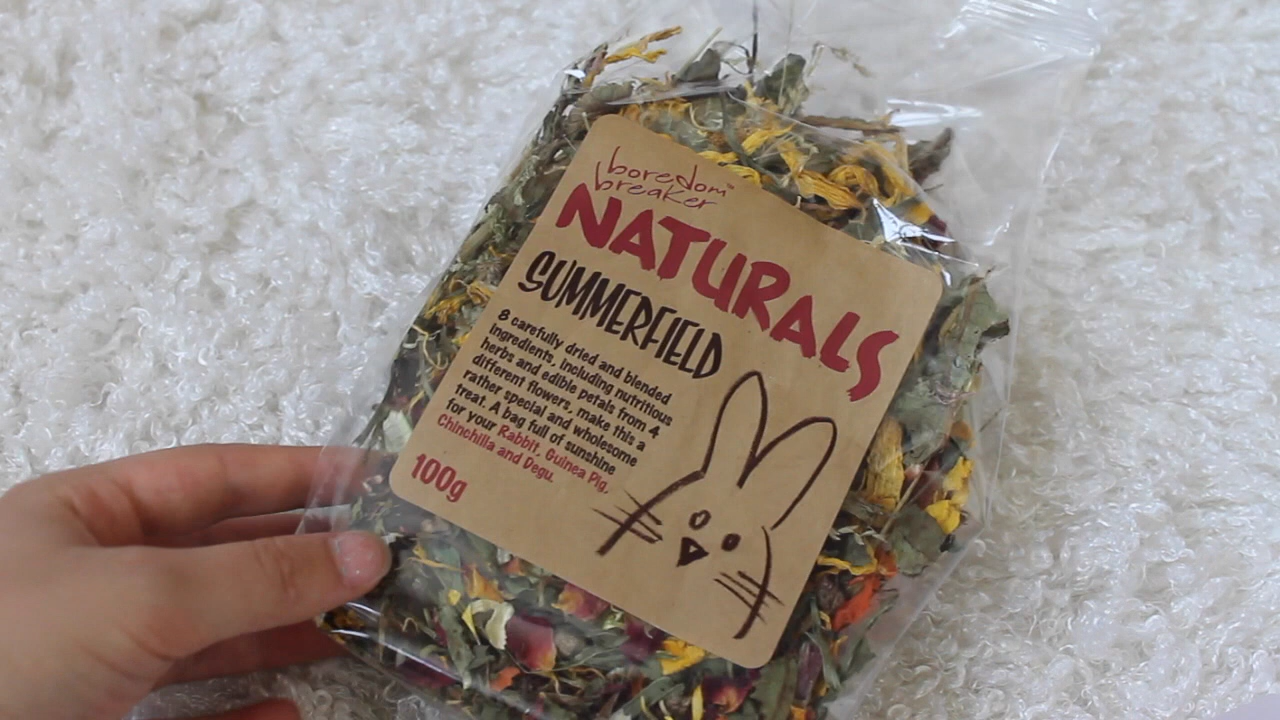 boredom™
breaker
NATURALS
SUMMERFIELD
8 carefully dried and blended
ingredients, including nutritious
herbs and edible petals from 4
different flowers, make this a
rather special and wholesome
treat. A bag full of sunshine
for your Rabbit, Guinea Pig,
Chinchilla and Degu.
100g